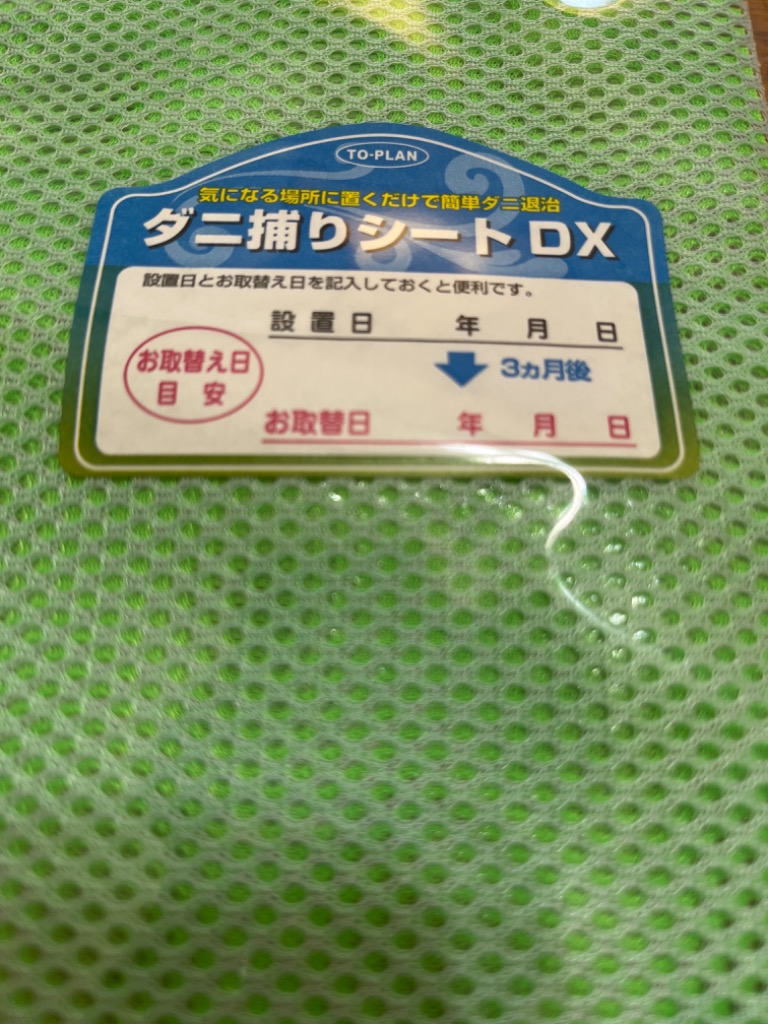 TO-PLAN
気になる場所に置くだけで簡単ダニ退治
ダニ捕りシート DX
設置日とお取替え日を記入しておくと便利です。
設置日 年 月 日
お取替え日
目 安
3ヵ月後
お取替日 年 月 日